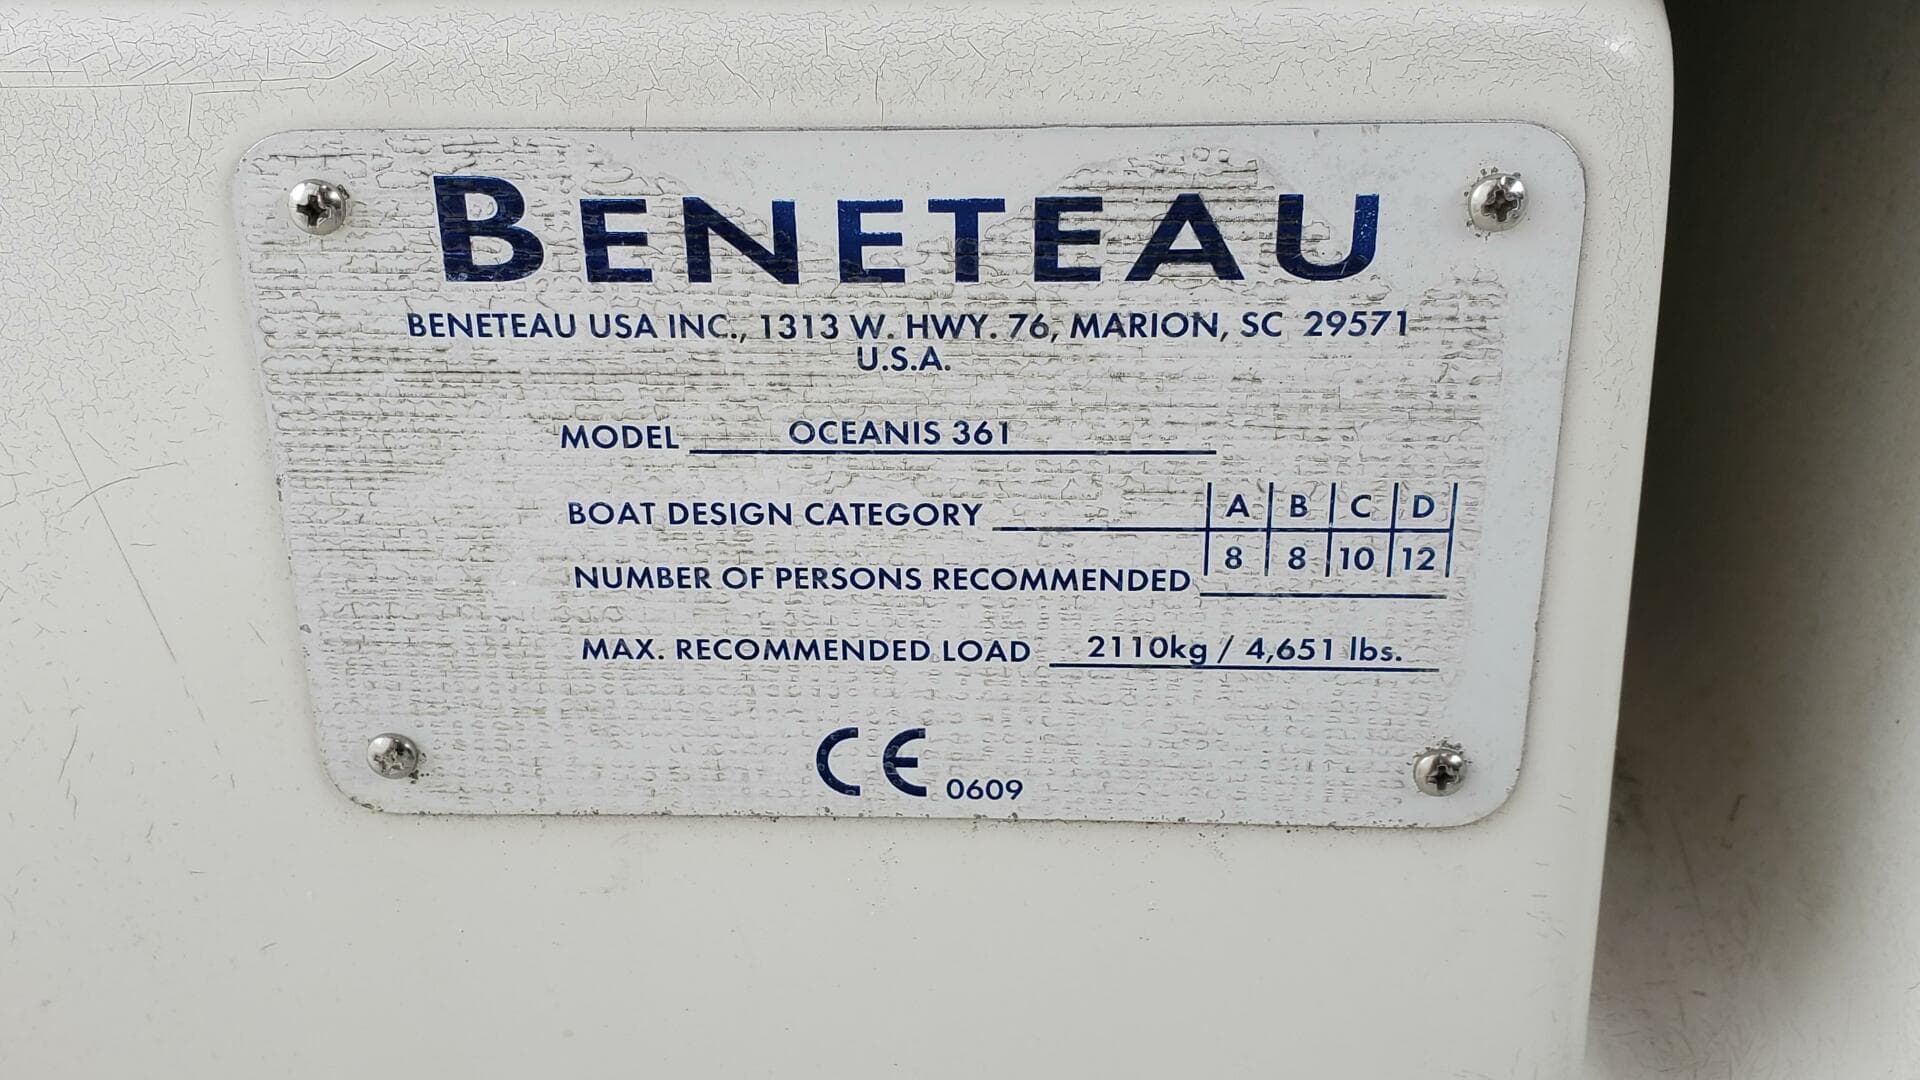 BENETEAU
BENETEAU USA INC., 1313 W. HWY. 76, MARION, SC 29571
U.S.A.
MODEL OCEANIS 361
BOAT DESIGN CATEGORY A B C D
NUMBER OF PERSONS RECOMMENDED 8 8 10 12
MAX. RECOMMENDED LOAD 2110kg / 4,651 lbs.
CE 0609